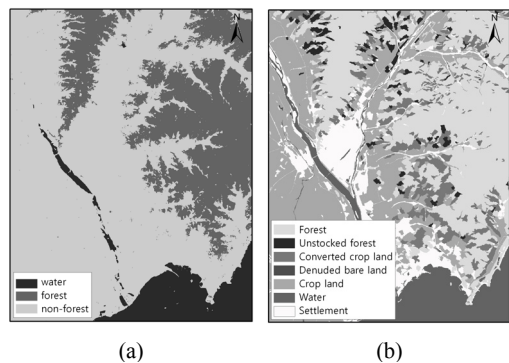 N
water
forest
non-forest
N
Forest
Unstocked forest
Converted crop land
Denuded bare land
Crop land
Water
Settlement
(a)
(b)